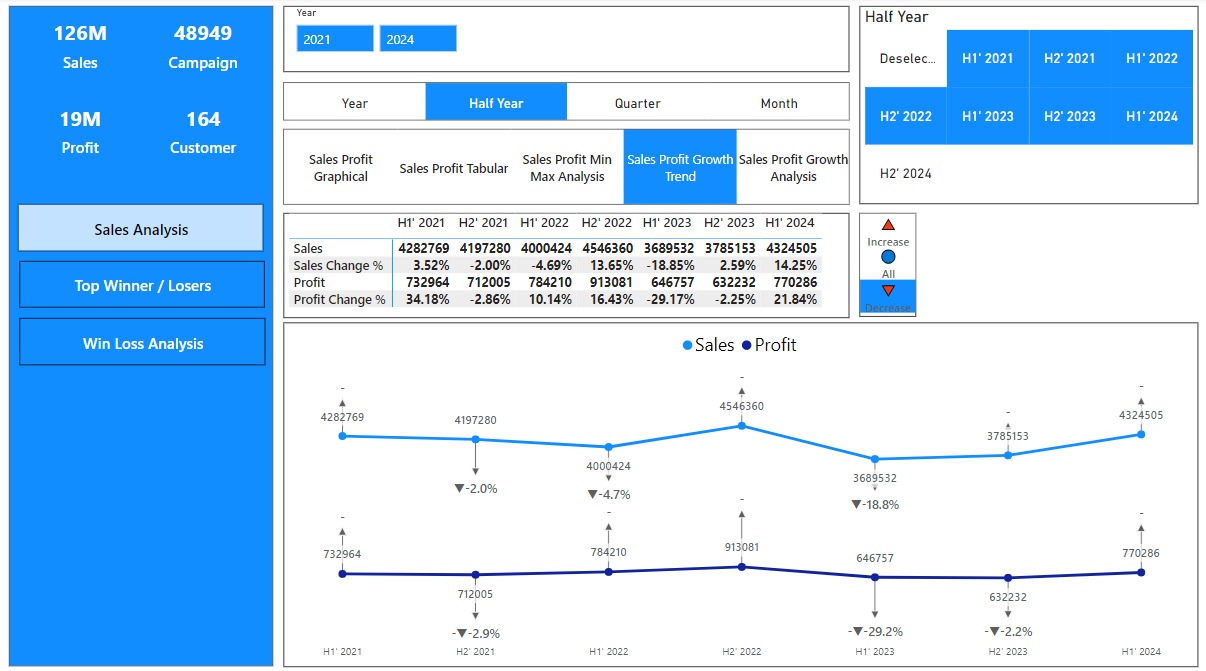 126M
Sales
48949
Campaign
19M
Profit
164
Customer
Sales Analysis
Top Winner / Losers
Win Loss Analysis
Year
2021
2024
Year
Half Year
Quarter
Month
Sales Profit Graphical
Sales Profit Tabular
Sales Profit Min Max Analysis
Sales Profit Growth Trend
Sales Profit Growth Analysis
Half Year
Deselec... H1' 2021 H2' 2021 H1' 2022
H2' 2022 H1' 2023 H2' 2023 H1' 2024
H2' 2024
H1' 2021 H2' 2021 H1' 2022 H2' 2022 H1' 2023 H2' 2023 H1' 2024
Sales 4282769 4197280 4000424 4546360 3689532 3785153 4324505
Sales Change % 3.52% -2.00% -4.69% 13.65% -18.85% 2.59% 14.25%
Profit 732964 712005 784210 913081 646757 632232 770286
Profit Change % 34.18% -2.86% 10.14% 16.43% -29.17% -2.25% 21.84%
Increase
All
Decrease
Sales Profit
- - - -
4282769 4197280 4000424 4546360 3689532 3785153 4324505
▼-2.0% ▼-4.7% ▼-18.8%
- - - -
732964 712005 784210 913081 646757 632232 770286
-▼-2.9% -▼-29.2% -▼-2.2%
H1' 2021 H2' 2021 H1' 2022 H2' 2022 H1' 2023 H2' 2023 H1' 2024